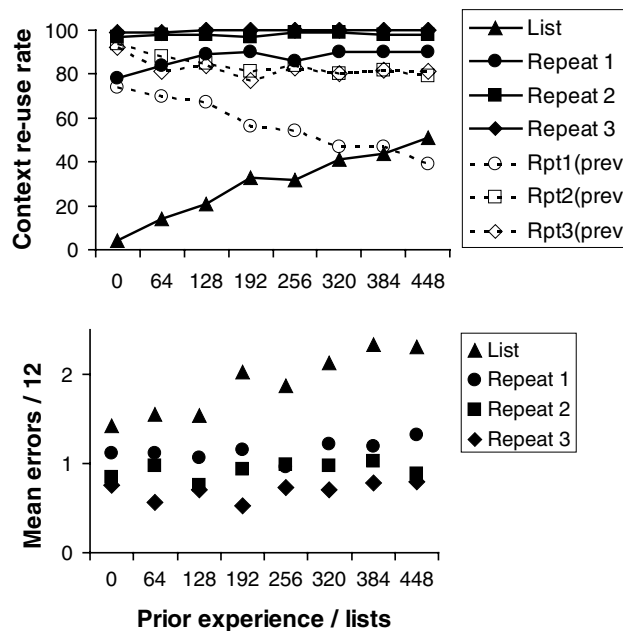 Context re-use rate
100
80
60
40
20
0
0 64 128 192 256 320 384 448
List
Repeat 1
Repeat 2
Repeat 3
Rpt1(prev
Rpt2(prev
Rpt3(prev
Mean errors / 12
2
1
0
0 64 128 192 256 320 384 448
Prior experience / lists
List
Repeat 1
Repeat 2
Repeat 3